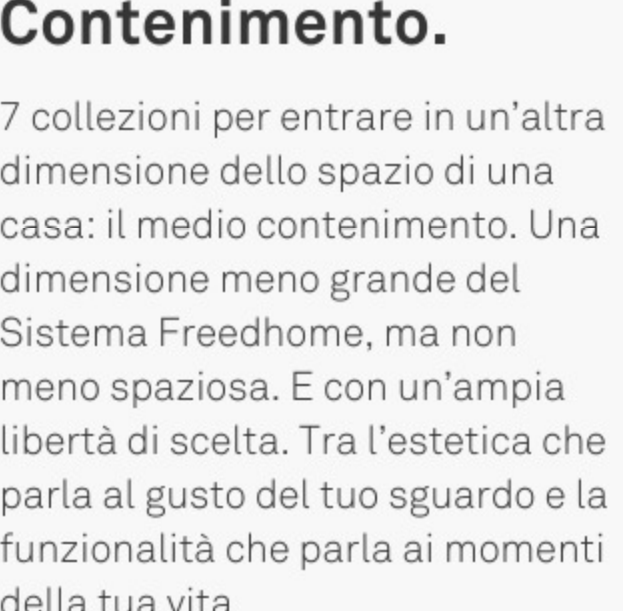 Contenimento.
7 collezioni per entrare in un’altra
dimensione dello spazio di una
casa: il medio contenimento. Una
dimensione meno grande del
Sistema Freedhome, ma non
meno spaziosa. E con un’ampia
libertà di scelta. Tra l’estetica che
parla al gusto del tuo sguardo e la
funzionalità che parla ai momenti
della tua vita